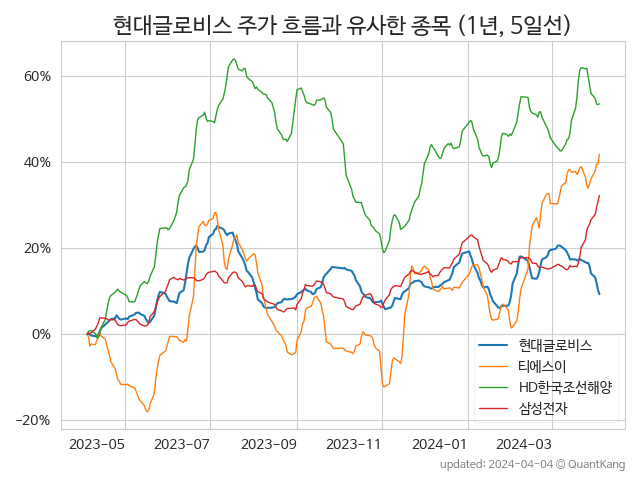 현대글로비스 주가 흐름과 유사한 종목 (1년, 5일선)
60%
40%
20%
0%
−20%
현대글로비스
티에스이
HD한국조선해양
삼성전자
2023−05
2023−07
2023−09
2023−11
2024−01
2024−03
updated: 2024-04-04 ⓒ QuantKang